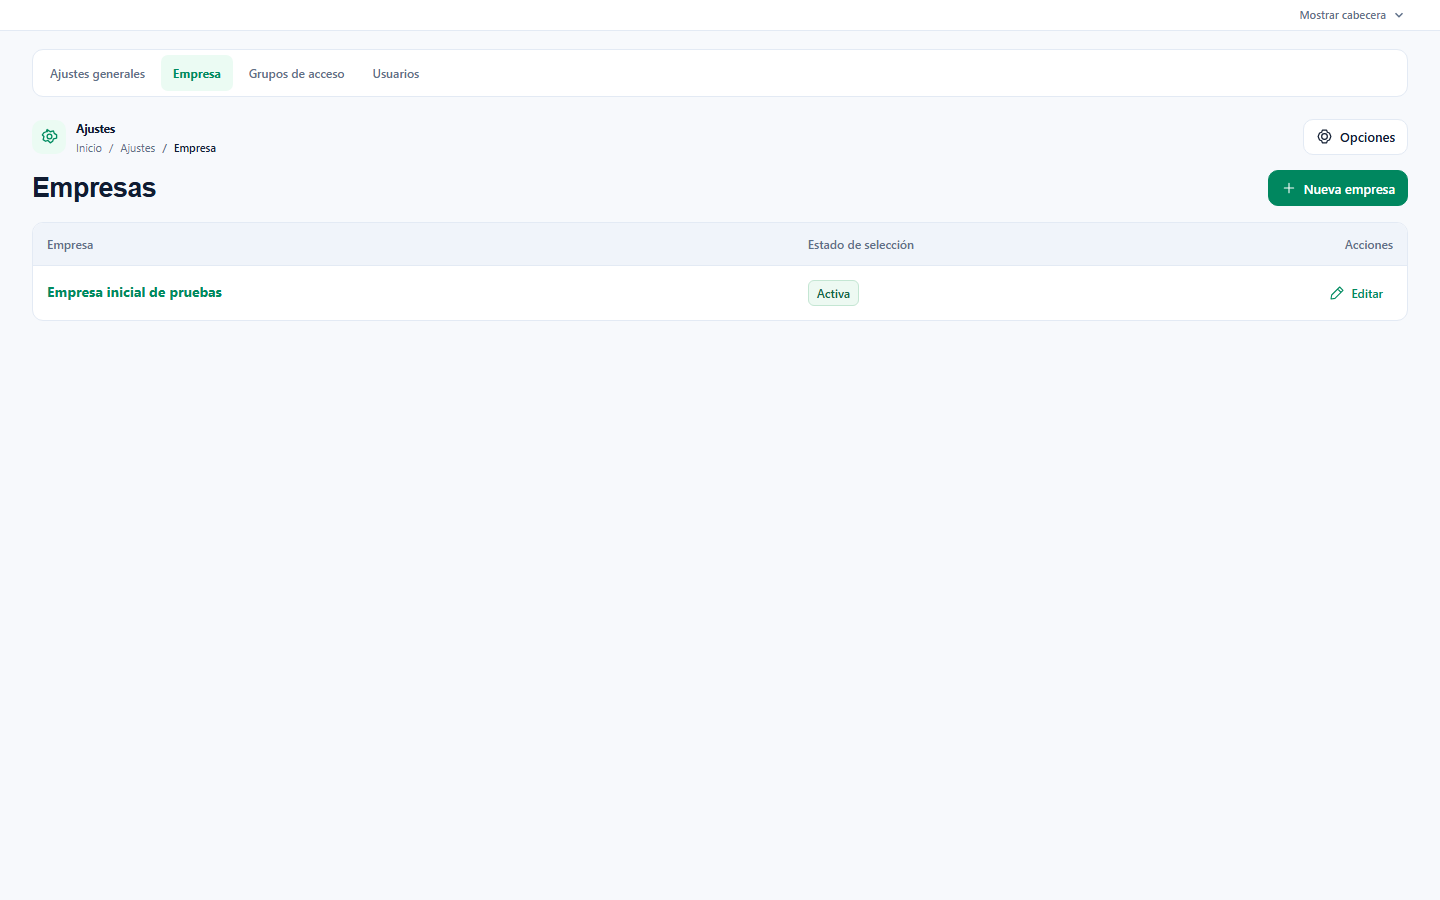 Mostrar cabecera
Ajustes generales Empresa Grupos de acceso Usuarios
Ajustes
Inicio / Ajustes / Empresa
Opciones
Empresas
Nueva empresa
Empresa Estado de selección Acciones
Empresa inicial de pruebas Activa Editar